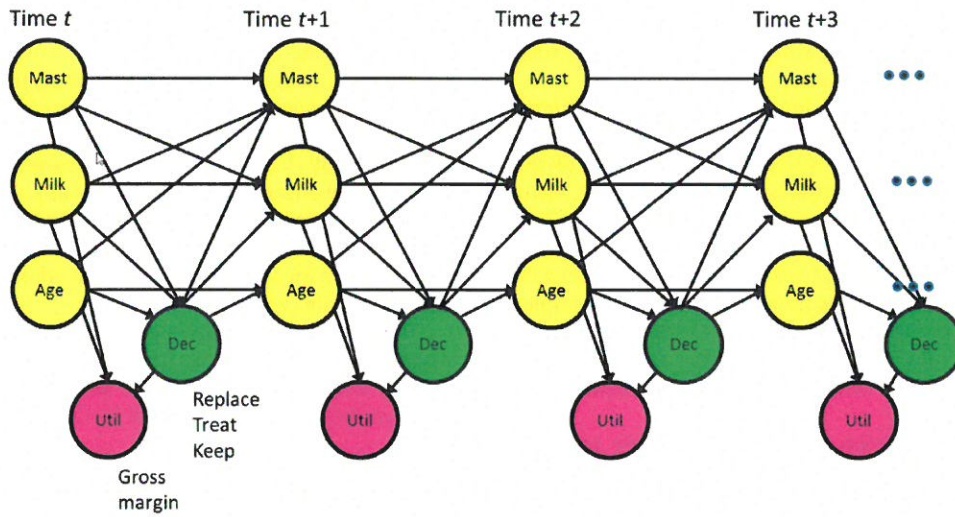 Time t
Time t+1
Time t+2
Time t+3
Mast
Mast
Mast
Mast
Milk
Milk
Milk
Milk
Age
Age
Age
Age
Dec
Dec
Dec
Dec
Util
Util
Util
Util
Replace
Treat
Keep
Gross
margin